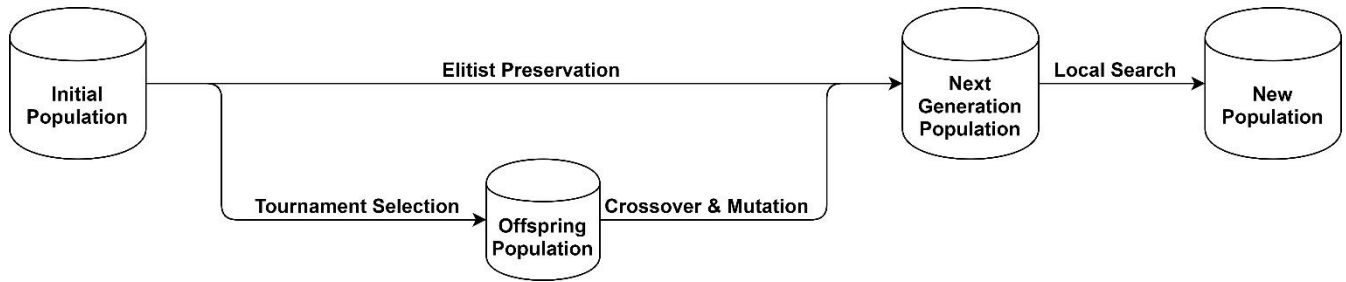 Initial
Population
Elitist Preservation
Next
Generation
Population
Local Search
New
Population
Tournament Selection
Offspring
Population
Crossover & Mutation